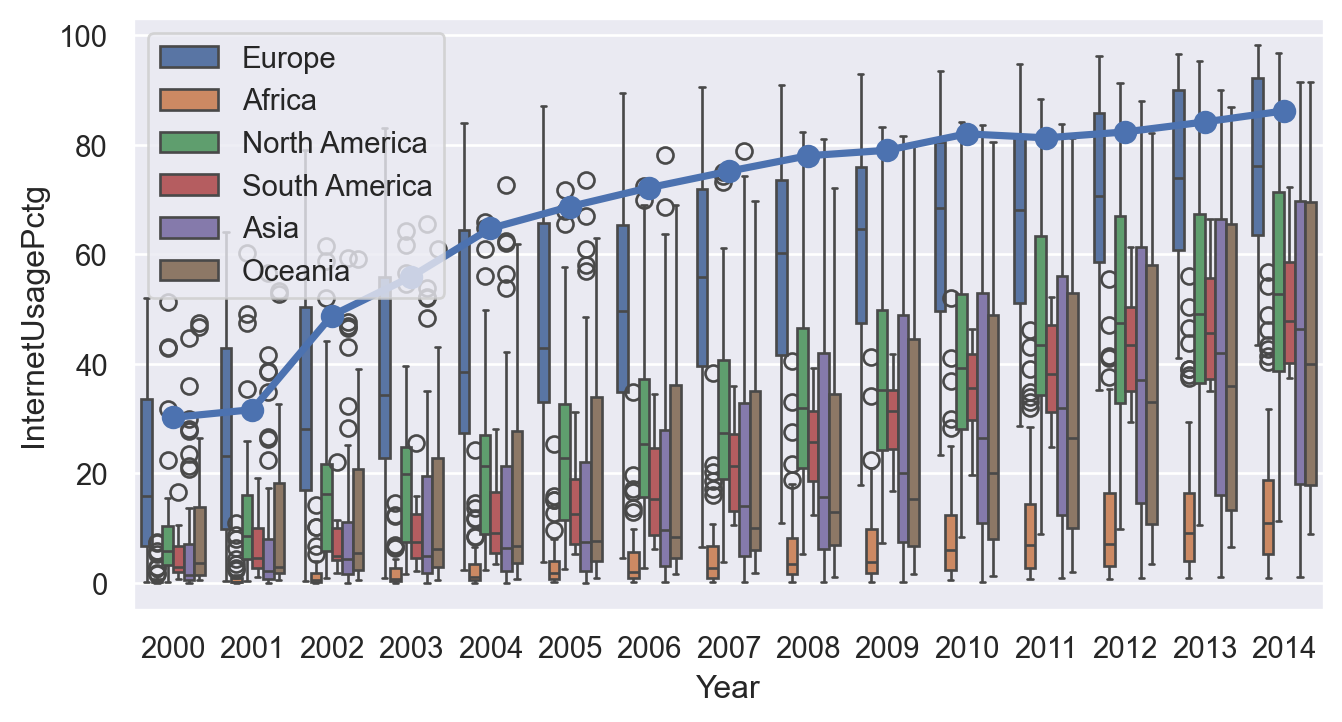 100
80
60
40
20
0
InternetUsagePctg
Europe
Africa
North America
South America
Asia
Oceania
2000 2001 2002 2003 2004 2005 2006 2007 2008 2009 2010 2011 2012 2013 2014
Year